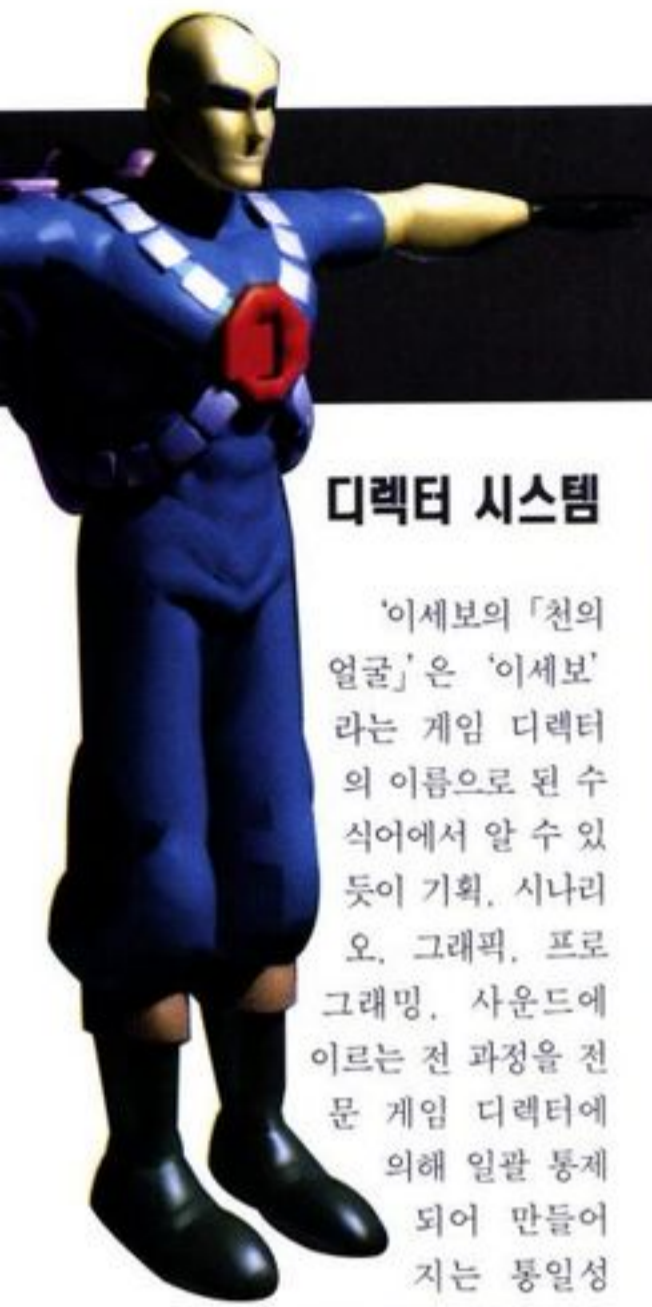 디렉터 시스템
'이세보의 「천의
얼굴」'은 '이세보'
라는 게임 디렉터
의 이름으로 된 수
식어에서 알 수 있
듯이 기획, 시나리
오, 그래픽, 프로
그래밍, 사운드에
이르는 전 과정을 전
문 게임 디렉터에
의해 일괄 통제
되어 만들어
지는 통일성